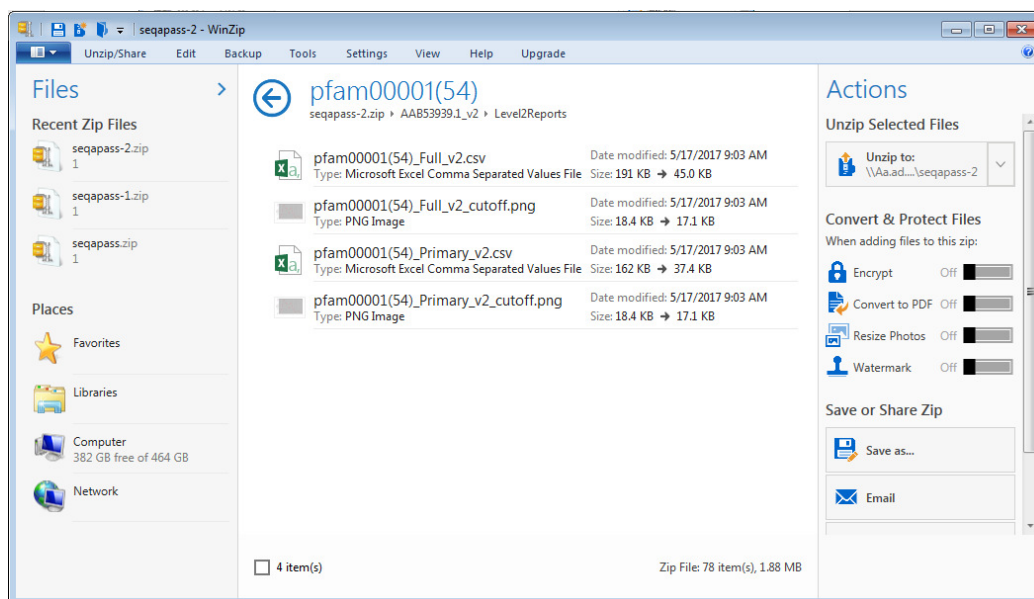 seqapass-2 - WinZip
Unzip/Share Edit Backup Tools Settings View Help Upgrade
Files
Recent Zip Files
seqapass-2.zip
1
seqapass-1.zip
1
seqapass.zip
1
Places
Favorites
Libraries
Computer
382 GB free of 464 GB
Network
pfam00001(54)
seqapass-2.zip AAB53939.1_v2 Level2Reports
pfam00001(54)_Full_v2.csv Date modified: 5/17/2017 9:03 AM
Type: Microsoft Excel Comma Separated Values File Size: 191 KB → 45.0 KB
pfam00001(54)_Full_v2_cutoff.png Date modified: 5/17/2017 9:03 AM
Type: PNG Image Size: 18.4 KB → 17.1 KB
pfam00001(54)_Primary_v2.csv Date modified: 5/17/2017 9:03 AM
Type: Microsoft Excel Comma Separated Values File Size: 162 KB → 37.4 KB
pfam00001(54)_Primary_v2_cutoff.png Date modified: 5/17/2017 9:03 AM
Type: PNG Image Size: 18.4 KB → 17.1 KB
4 item(s) Zip File: 78 item(s), 1.88 MB
Actions
Unzip Selected Files
Unzip to:
\\Aa.ad....\seqapass-2
Convert & Protect Files
When adding files to this zip:
Encrypt Off
Convert to PDF Off
Resize Photos Off
Watermark Off
Save or Share Zip
Save as...
Email